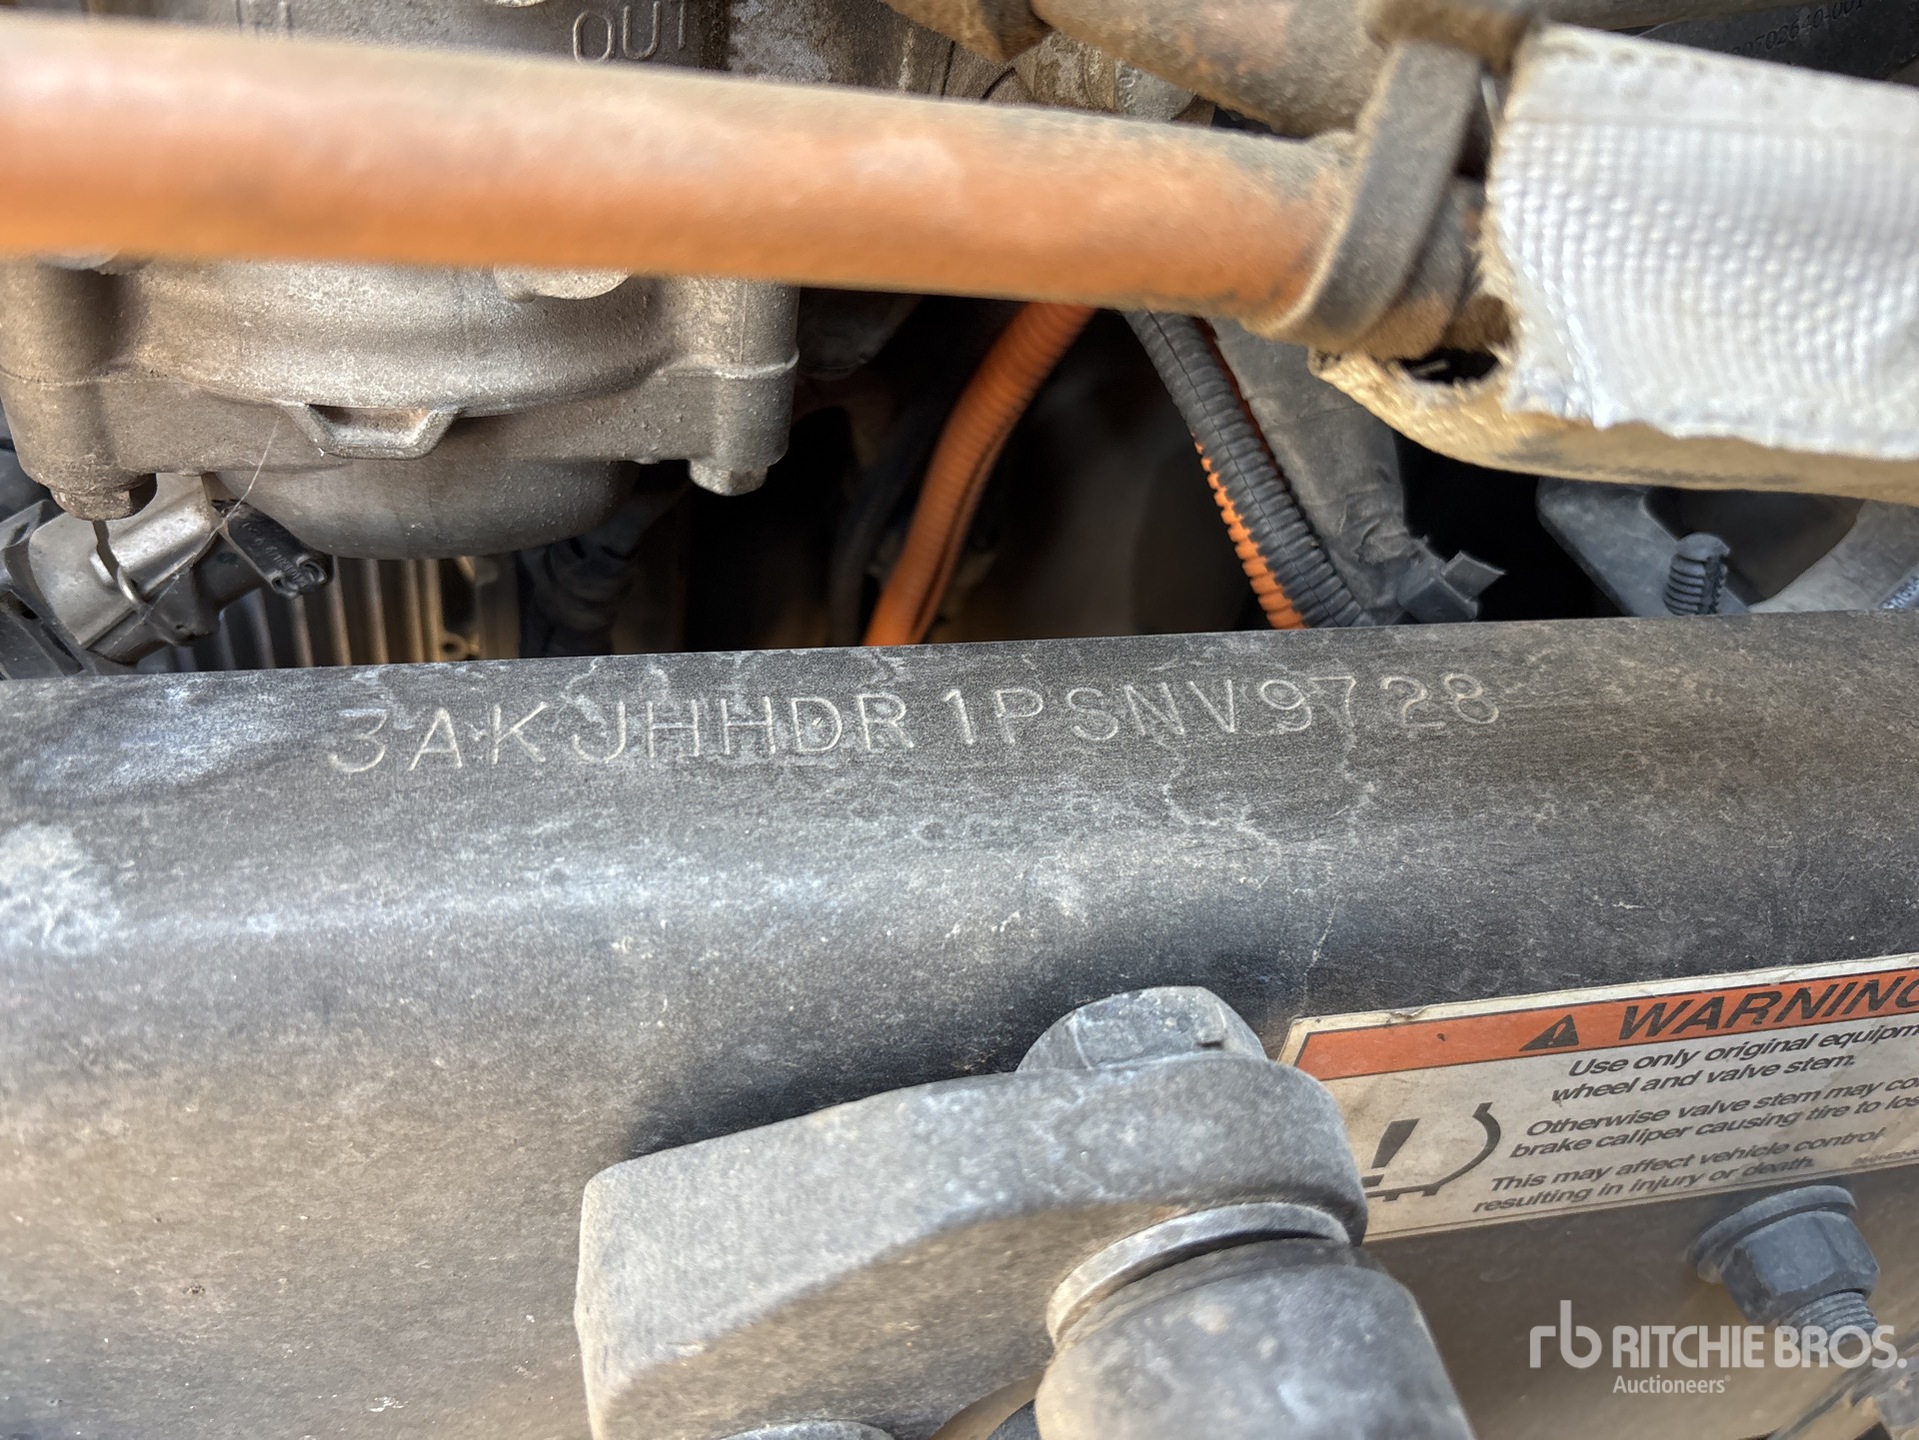 OUT
3AKJHHDR1PSNV9728
WARNING
Use only original equipm
wheel and valve stem.
Otherwise valve stem may co
brake caliper causing tire to los
This may affect vehicle control
resulting in injury or death.
rb RITCHIE BROS.
Auctioneers